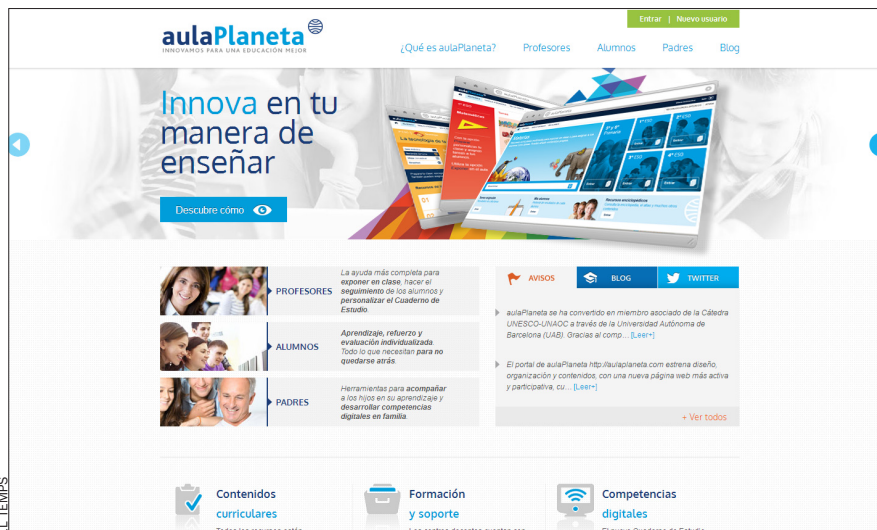 Entrar | Nuevo usuario
aulaPlaneta
INNOVAMOS PARA UNA EDUCACIÓN MEJOR
¿Qué es aulaPlaneta? Profesores Alumnos Padres Blog
Innova en tu
manera de
enseñar
Descubre cómo
PROFESORES
La ayuda más completa para
exponer en clase, hacer el
seguimiento de los alumnos y
personalizar el Cuaderno de
Estudio.
ALUMNOS
Aprendizaje, refuerzo y
evaluación individualizada.
Todo lo que necesitan para no
quedarse atrás.
PADRES
Herramientas para acompañar
a los hijos en su aprendizaje y
desarrollar competencias
digitales en familia.
AVISOS BLOG TWITTER
aulaPlaneta se ha convertido en miembro asociado de la Cátedra
UNESCO-UNAOC a través de la Universidad Autònoma de
Barcelona (UAB). Gracias al comp… [Leer+]
El portal de aulaPlaneta http://aulaplaneta.com estrena diseño,
organización y contenidos, con una nueva página web más activa
y participativa, cu… [Leer+]
+ Ver todos
Contenidos
curriculares
Formación
y soporte
Competencias
digitales
TEMPS